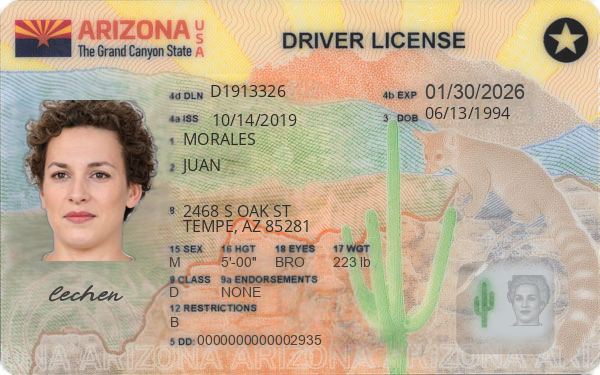 ARIZONA USA
The Grand Canyon State
DRIVER LICENSE
4d DLN D1913326
4b EXP 01/30/2026
4a ISS 10/14/2019
3 DOB 06/13/1994
1 MORALES
2 JUAN
8 2468 S OAK ST
TEMPE, AZ 85281
15 SEX 16 HGT 18 EYES 17 WGT
M 5'-00" BRO 223 lb
9 CLASS 9a ENDORSEMENTS
D NONE
lechen
12 RESTRICTIONS
B
5 DD: 0000000000002935
ARIZONA ARIZONA ARIZONA ARIZONA